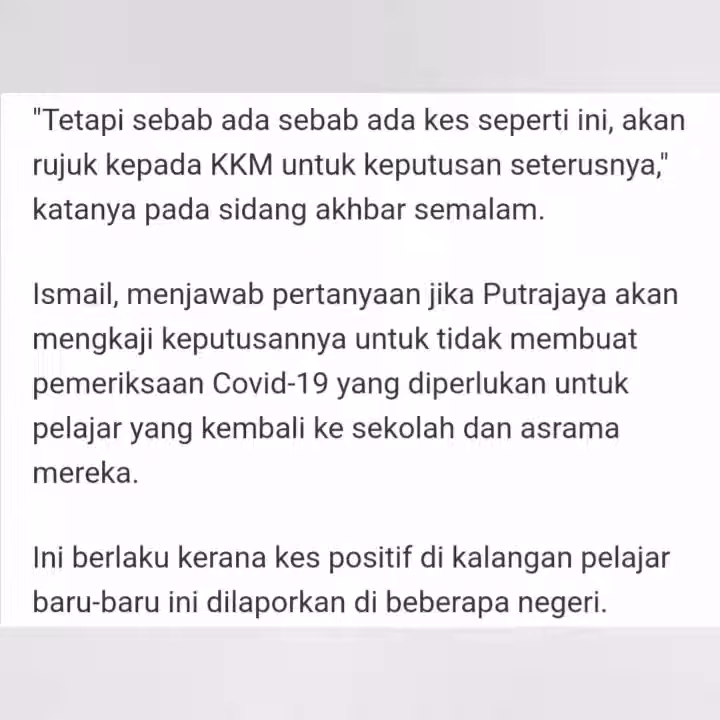 "Tetapi sebab ada sebab ada kes seperti ini, akan
rujuk kepada KKM untuk keputusan seterusnya,"
katanya pada sidang akhbar semalam.
Ismail, menjawab pertanyaan jika Putrajaya akan
mengkaji keputusannya untuk tidak membuat
pemeriksaan Covid-19 yang diperlukan untuk
pelajar yang kembali ke sekolah dan asrama
mereka.
Ini berlaku kerana kes positif di kalangan pelajar
baru-baru ini dilaporkan di beberapa negeri.